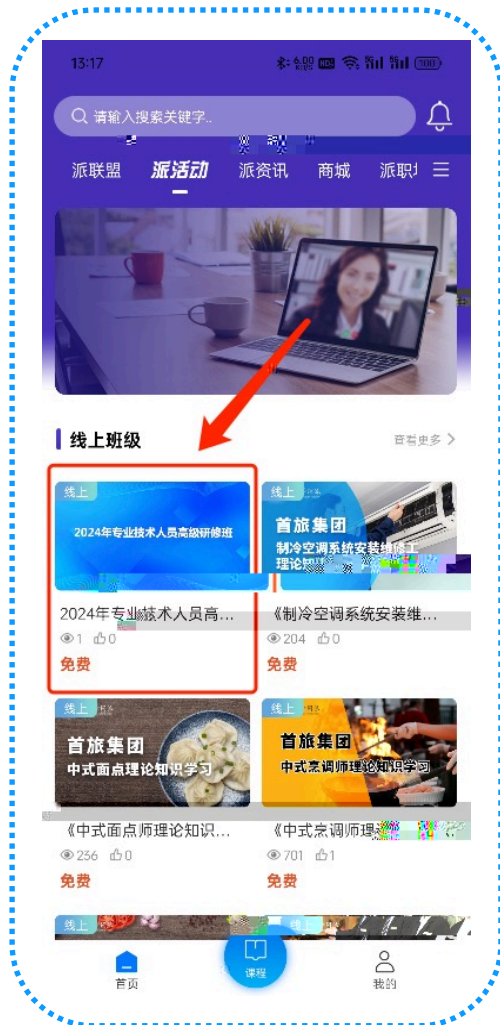 13:17
请输入搜索关键字..
派联盟 派活动 派资讯 商城 派职
线上班级
查看更多
线上
2024年专业技术人员高级研修班
2024年专业技术人员高...
1 0
免费
线上
首旅集团
制冷空调系统安装维修工
理论知
《制冷空调系统安装维...
204 0
免费
线上
首旅集团
中式面点理论知识学习
《中式面点师理论知识...
236 0
免费
线上
首旅集团
中式烹调师理论知识学习
《中式烹调师理
701 1
免费
线上
线上
首页
课程
我的